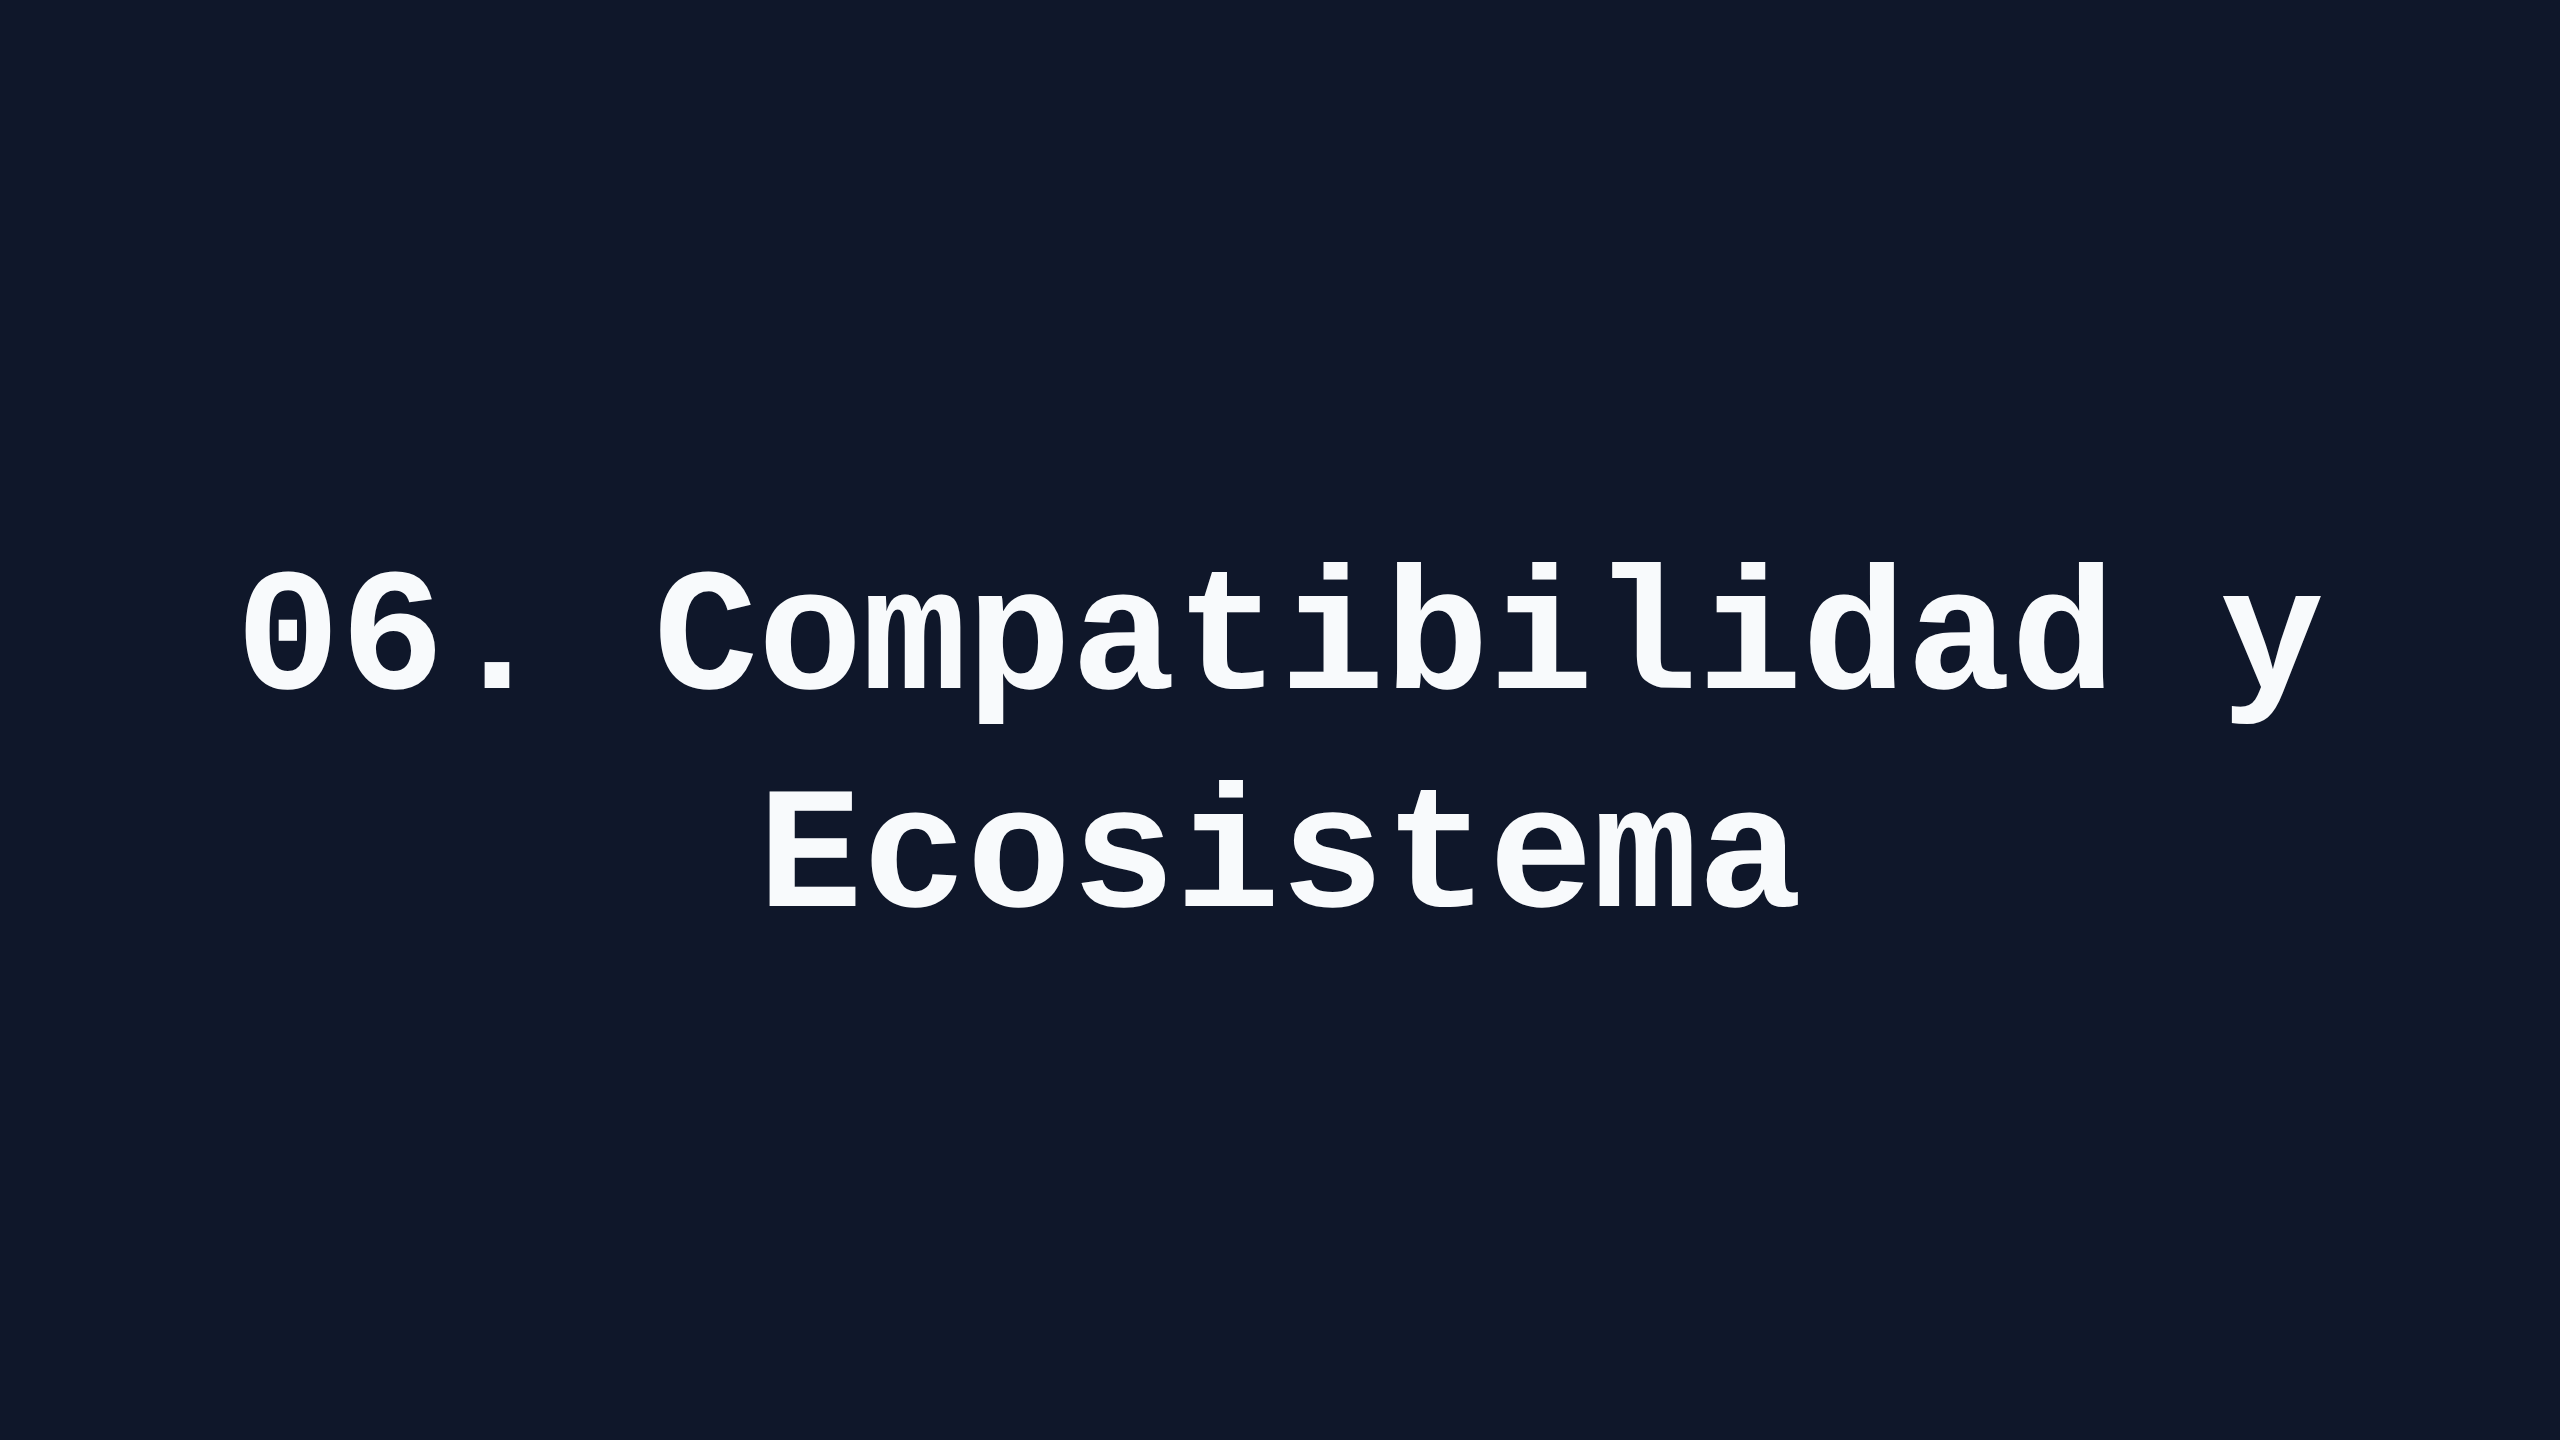 06. Compatibilidad y
Ecosistema